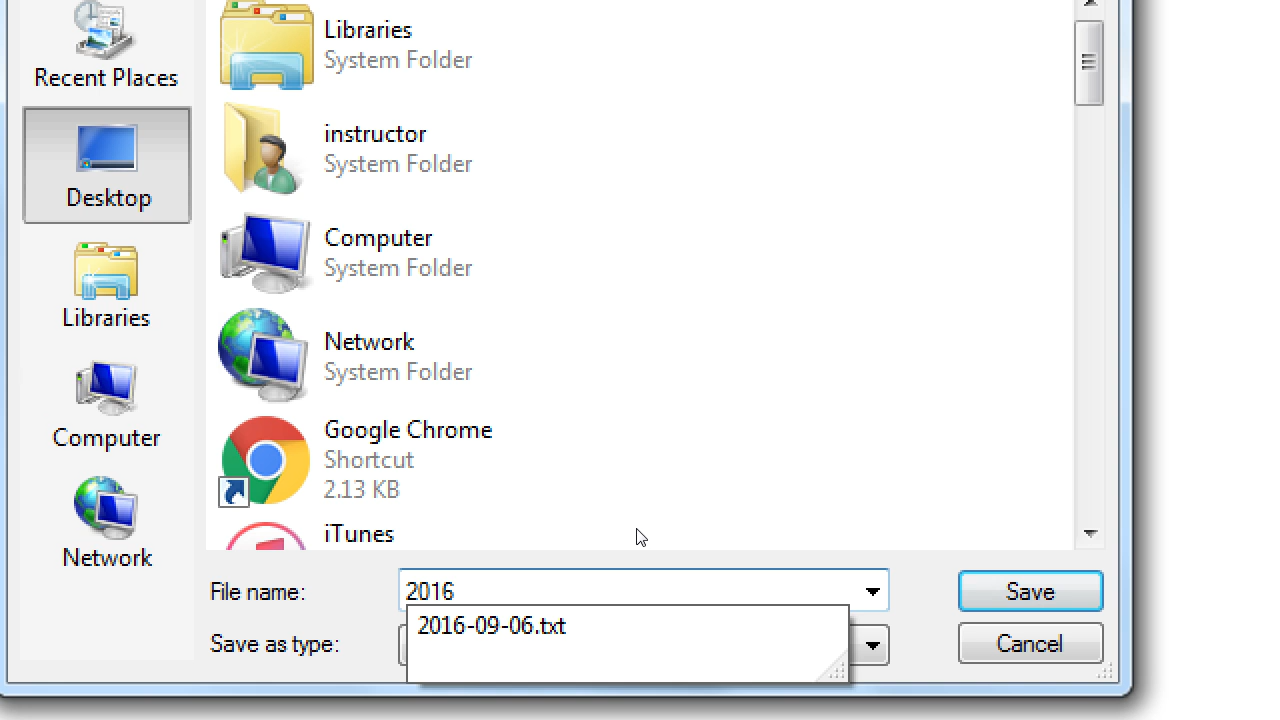 Recent Places
Desktop
Libraries
Computer
Network
Libraries
System Folder
instructor
System Folder
Computer
System Folder
Network
System Folder
Google Chrome
Shortcut
2.13 KB
iTunes
File name:
2016
Save
2016-09-06.txt
Save as type:
Cancel